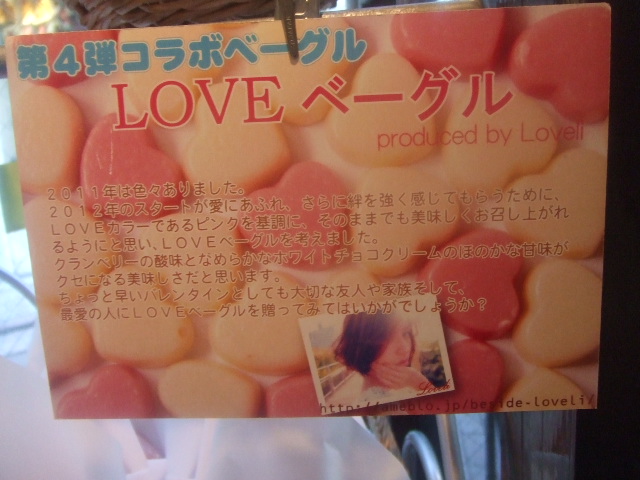 第4弾コラボベーグル
LOVE ベーグル
produced by Loveli
2011年は色々ありました。
2012年のスタートが愛にあふれ、さらに絆を強く感じてもらうために、
LOVEカラーであるピンクを基調に、そのままでも美味しくお召し上がれ
るようにと思い、LOVEベーグルを考えました。
クランベリーの酸味となめらかなホワイトチョコクリームのほのかな甘味が
クセになる美味しさだと思います。
ちょっと早いバレンタインをしても大切な友人や家族そして、
最愛の人にLOVEベーグルを贈ってみてはいかがでしょうか？
http://ameblo.jp/beside-loveli/